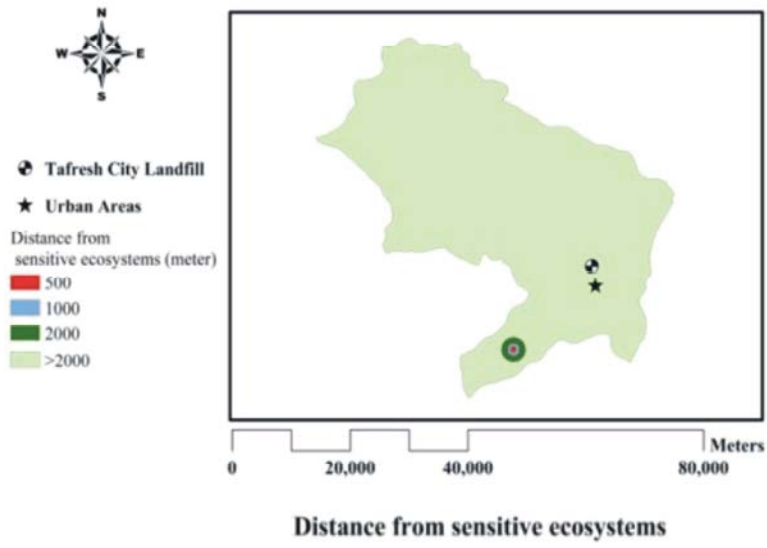 N
W E
S
Tafresh City Landfill
Urban Areas
Distance from
sensitive ecosystems (meter)
500
1000
2000
>2000
Meters
0 20,000 40,000 80,000
Distance from sensitive ecosystems